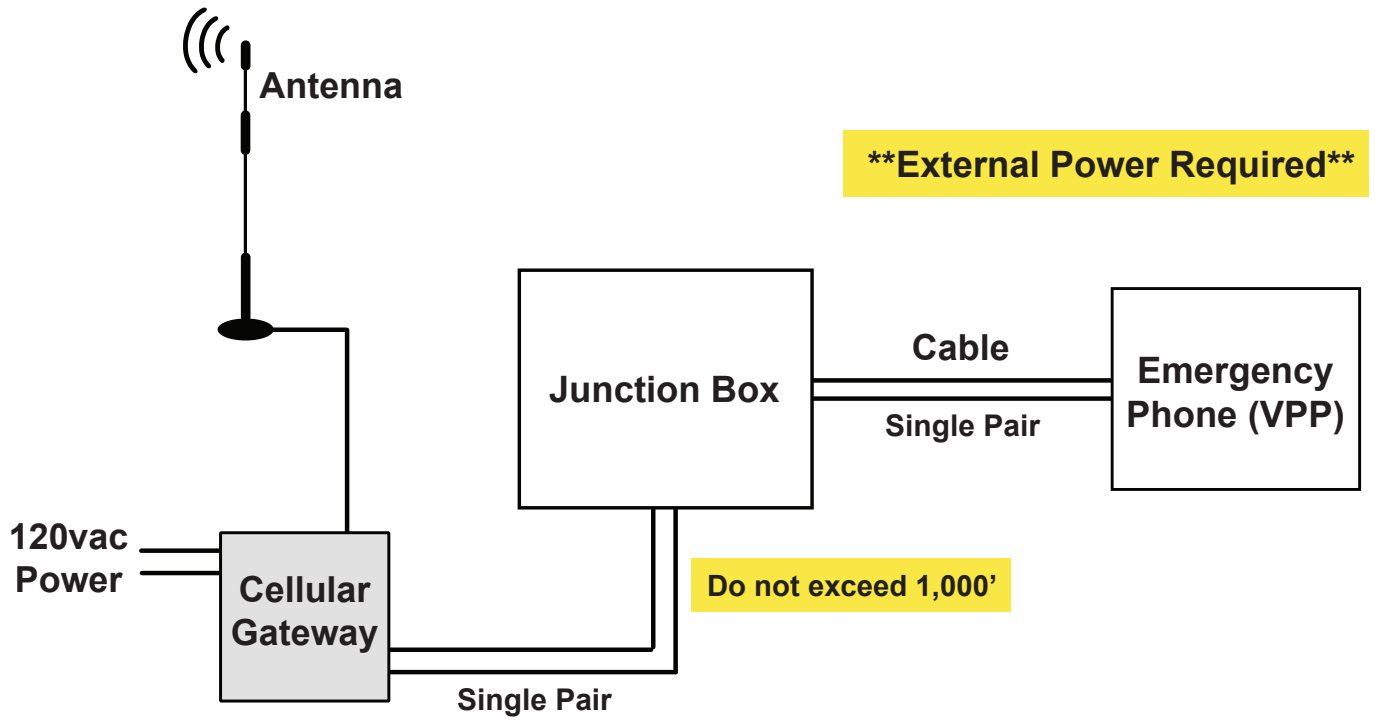 Antenna
**External Power Required**
Junction Box
Cable
Single Pair
Emergency
Phone (VPP)
120vac
Power
Cellular
Gateway
Do not exceed 1,000’
Single Pair